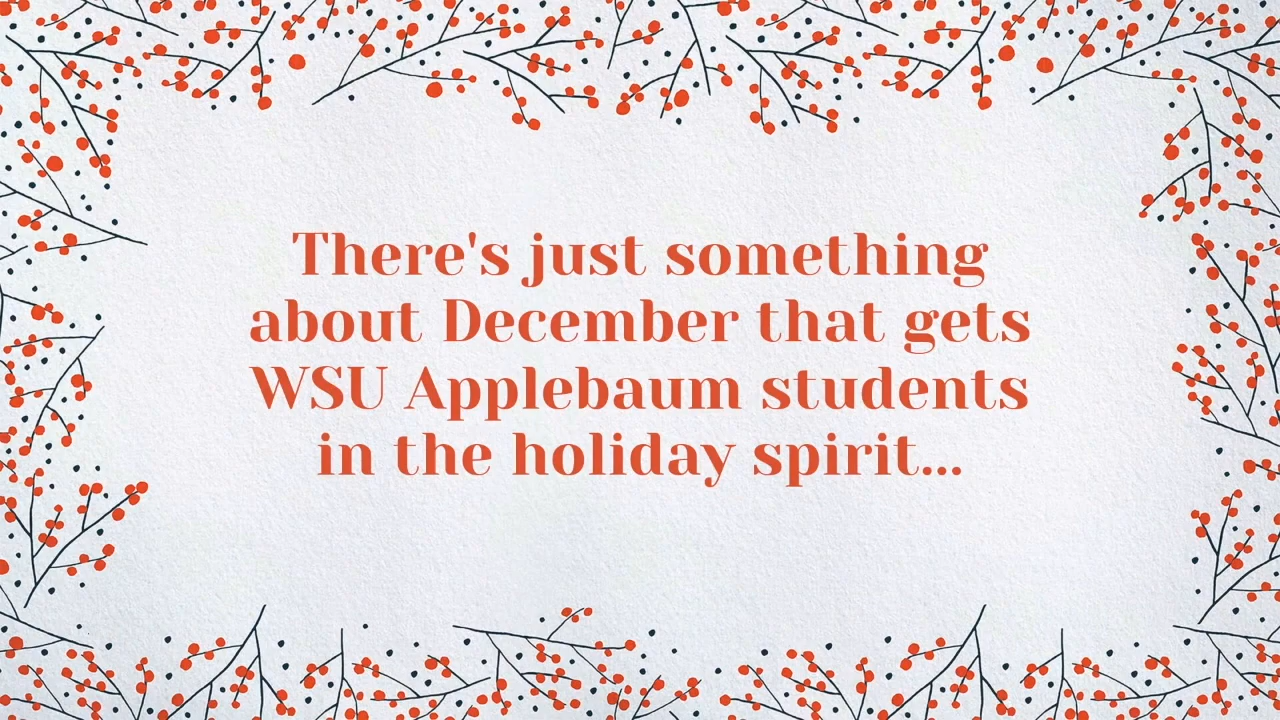 There's just something
about December that gets
WSU Applebaum students
in the holiday spirit...